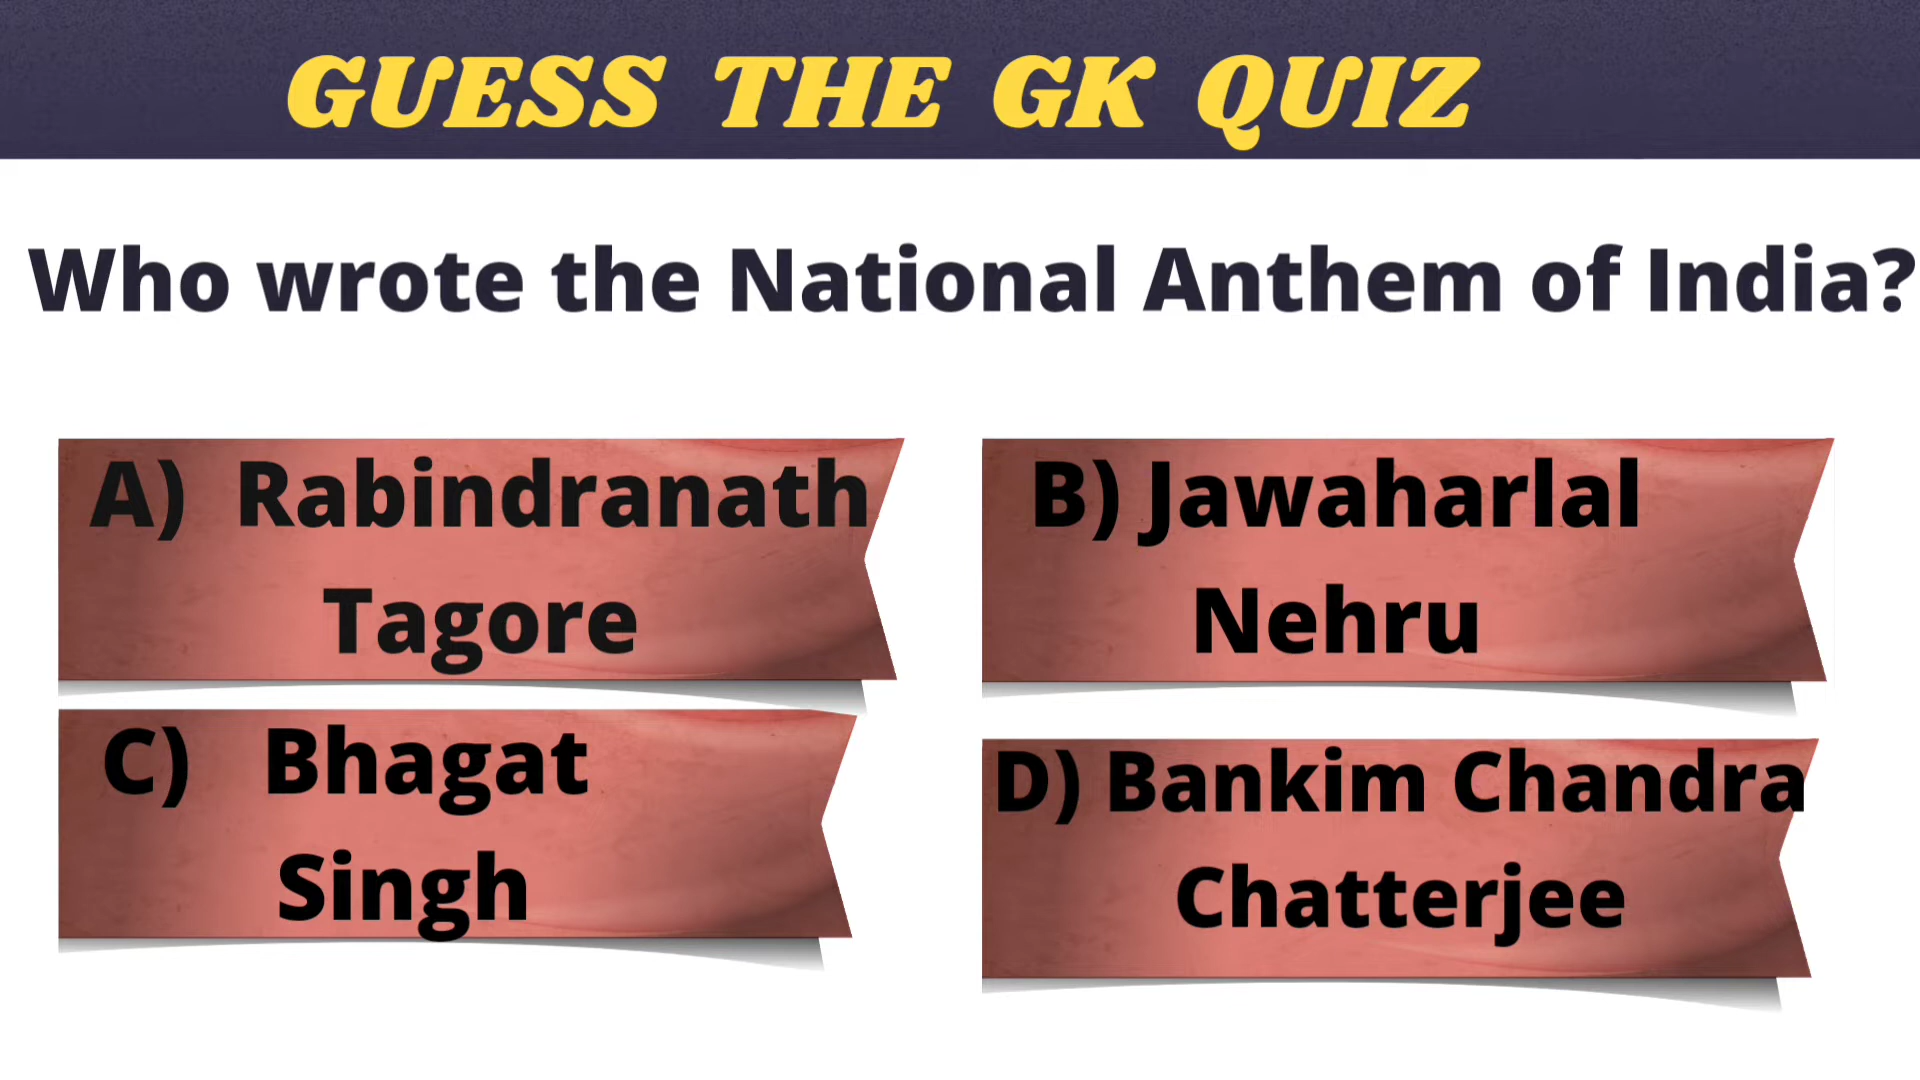 GUESS THE GK QUIZ
Who wrote the National Anthem of India?
A) Rabindranath
Tagore
B) Jawaharlal
Nehru
C) Bhagat
Singh
D) Bankim Chandra
Chatterjee